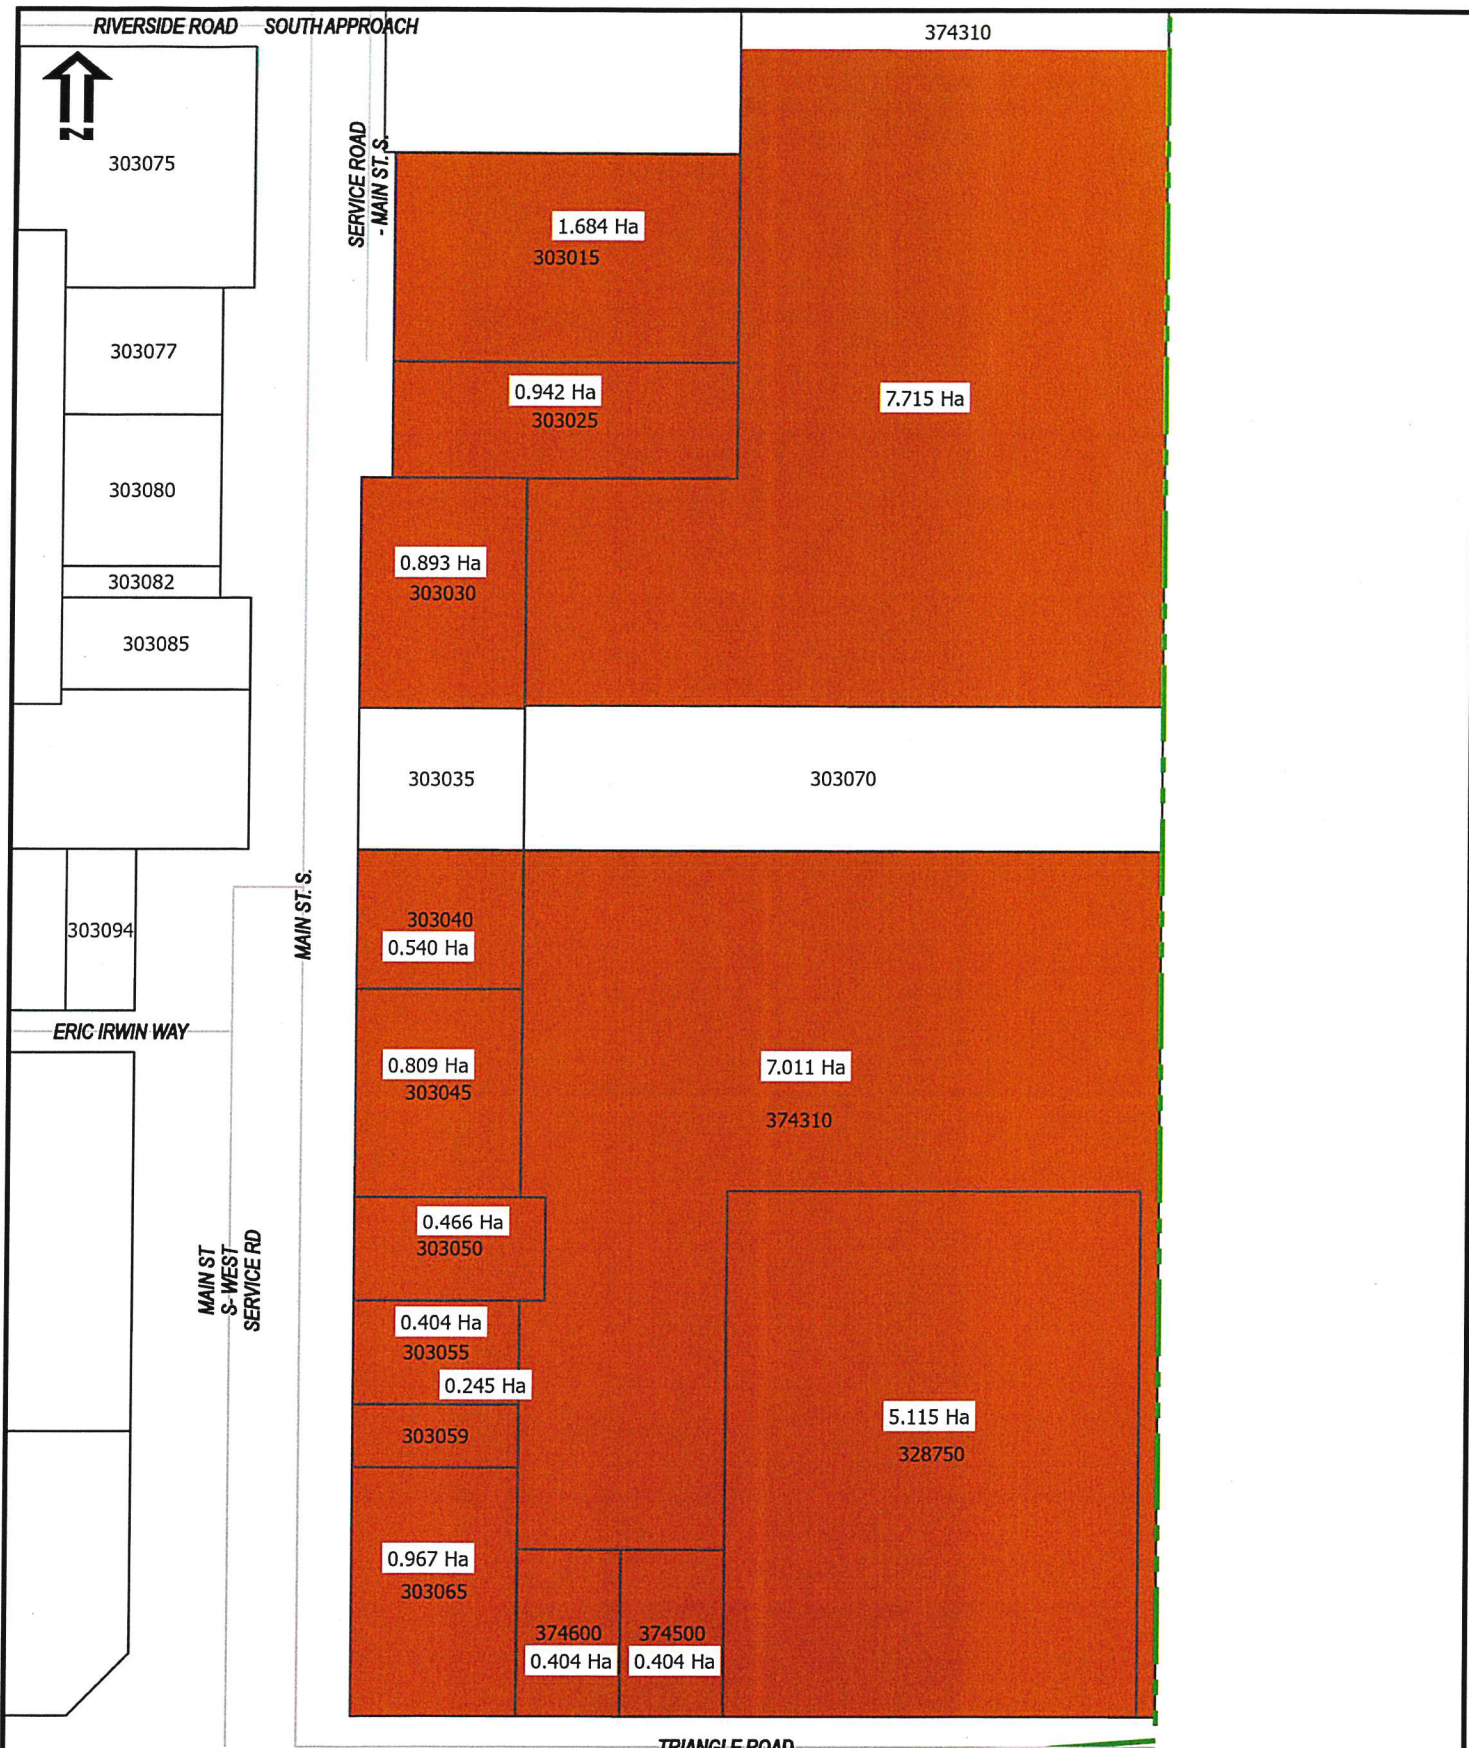 RIVERSIDE ROAD
SOUTH APPROACH
374310
N
303075
SERVICE ROAD
- MAIN ST. S.
1.684 Ha
303015
303077
0.942 Ha
303025
7.715 Ha
303080
0.893 Ha
303030
303082
303085
303035
303070
MAIN ST. S.
303040
0.540 Ha
303094
ERIC IRWIN WAY
0.809 Ha
303045
7.011 Ha
374310
0.466 Ha
303050
MAIN ST
S- WEST
SERVICE RD
0.404 Ha
303055
0.245 Ha
303059
5.115 Ha
328750
0.967 Ha
303065
374600
0.404 Ha
374500
0.404 Ha
TRIANGLE ROAD